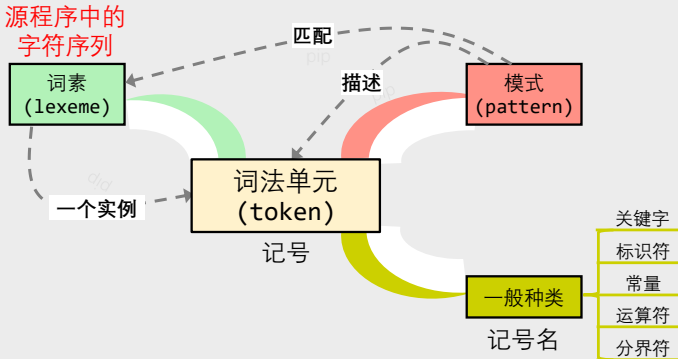 源程序中的
字符序列
匹配
词素
(lexeme)
描述
模式
(pattern)
一个实例
词法单元
(token)
记号
一般种类
记号名
关键字
标识符
常量
运算符
分界符